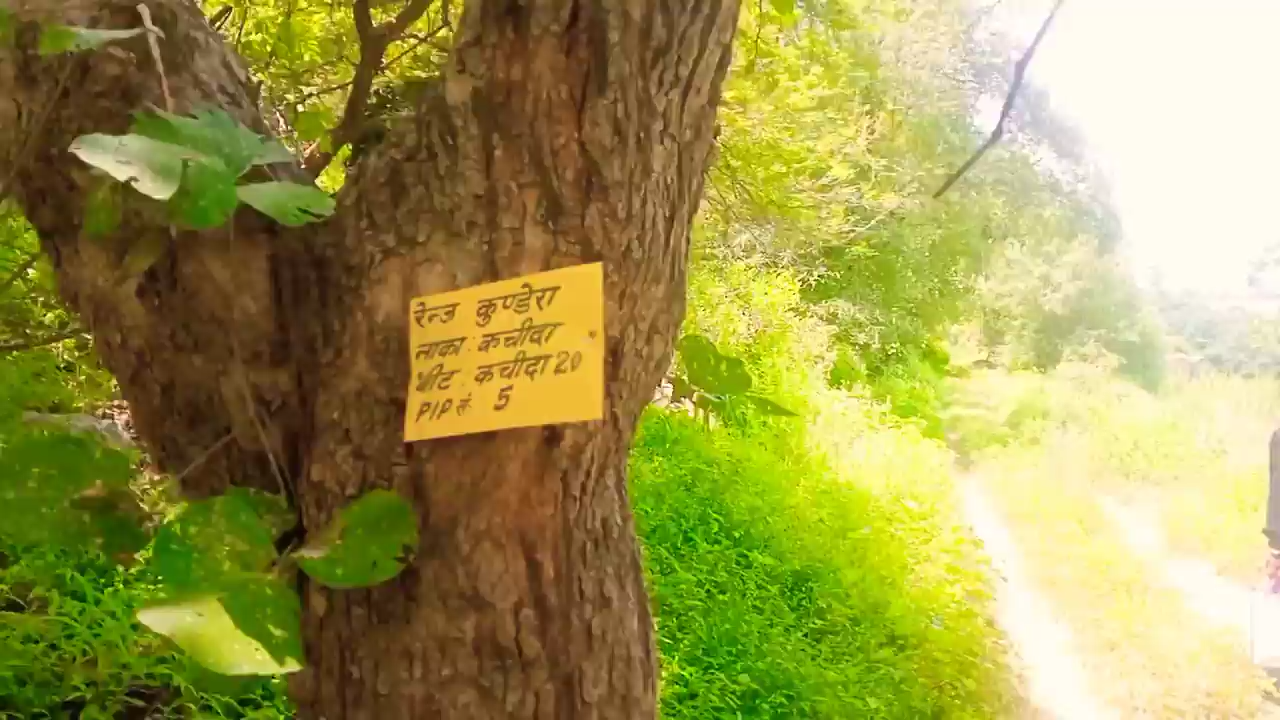 रेन्ज कुण्डेरा
नाका . कचीदा
बीट . कचीदा 20
PIP सं. 5